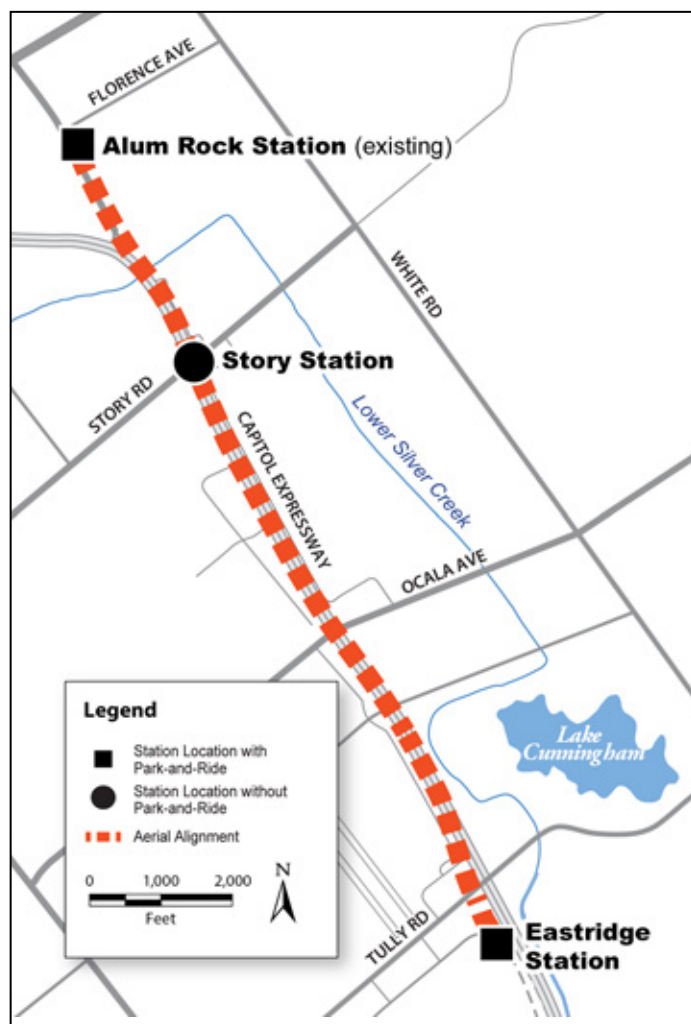 FLORENCE AVE
Alum Rock Station (existing)
WHITE RD
Story Station
STORY RD
CAPITOL EXPRESSWAY
Lower Silver Creek
OCALA AVE
Legend
Station Location with
Park-and-Ride
Station Location without
Park-and-Ride
Aerial Alignment
0 1,000 2,000
Feet
N
Lake
Cunningham
TULLY RD
Eastridge
Station